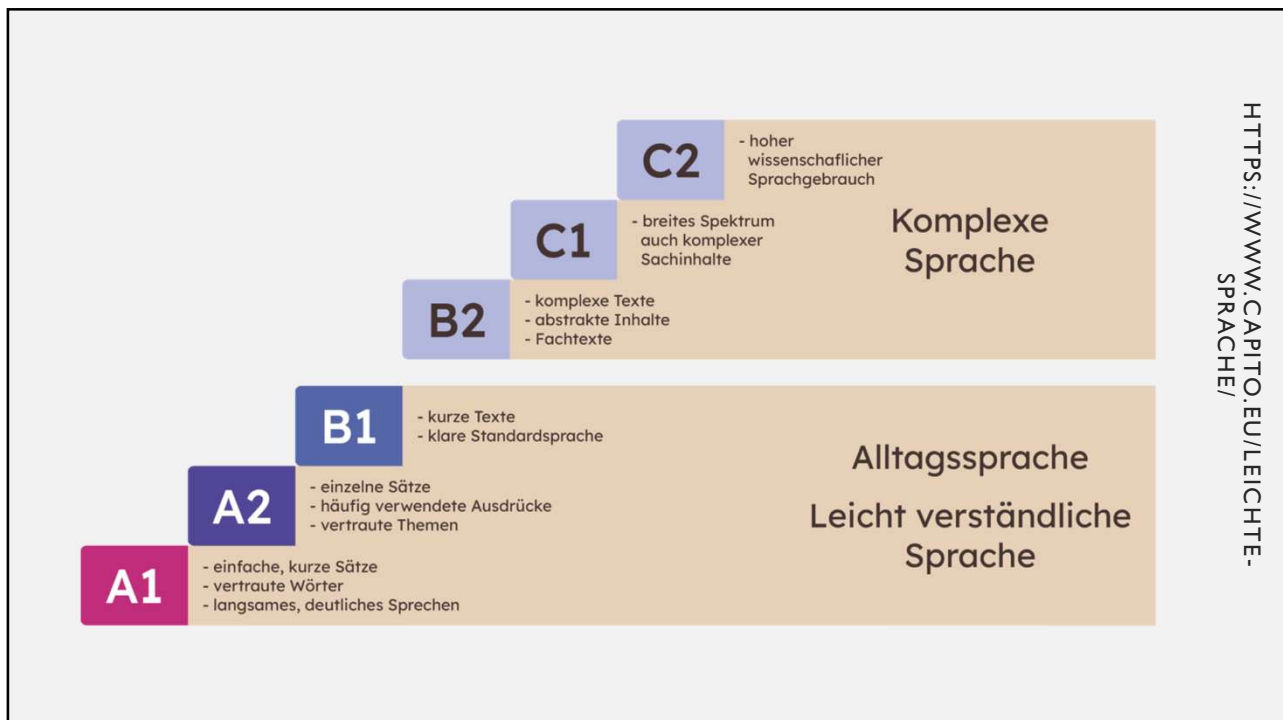 C2
- hoher
wissenschaflicher
Sprachgebrauch
C1
- breites Spektrum
auch komplexer
Sachinhalte
Komplexe
Sprache
B2
- komplexe Texte
- abstrakte Inhalte
- Fachtexte
B1
- kurze Texte
- klare Standardsprache
A2
- einzelne Sätze
- häufig verwendete Ausdrücke
- vertraute Themen
Alltagssprache
Leicht verständliche
Sprache
A1
- einfache, kurze Sätze
- vertraute Wörter
- langsames, deutliches Sprechen
HTTPS://WWW.CAPITO.EU/LEICHTE-
SPRACHE/